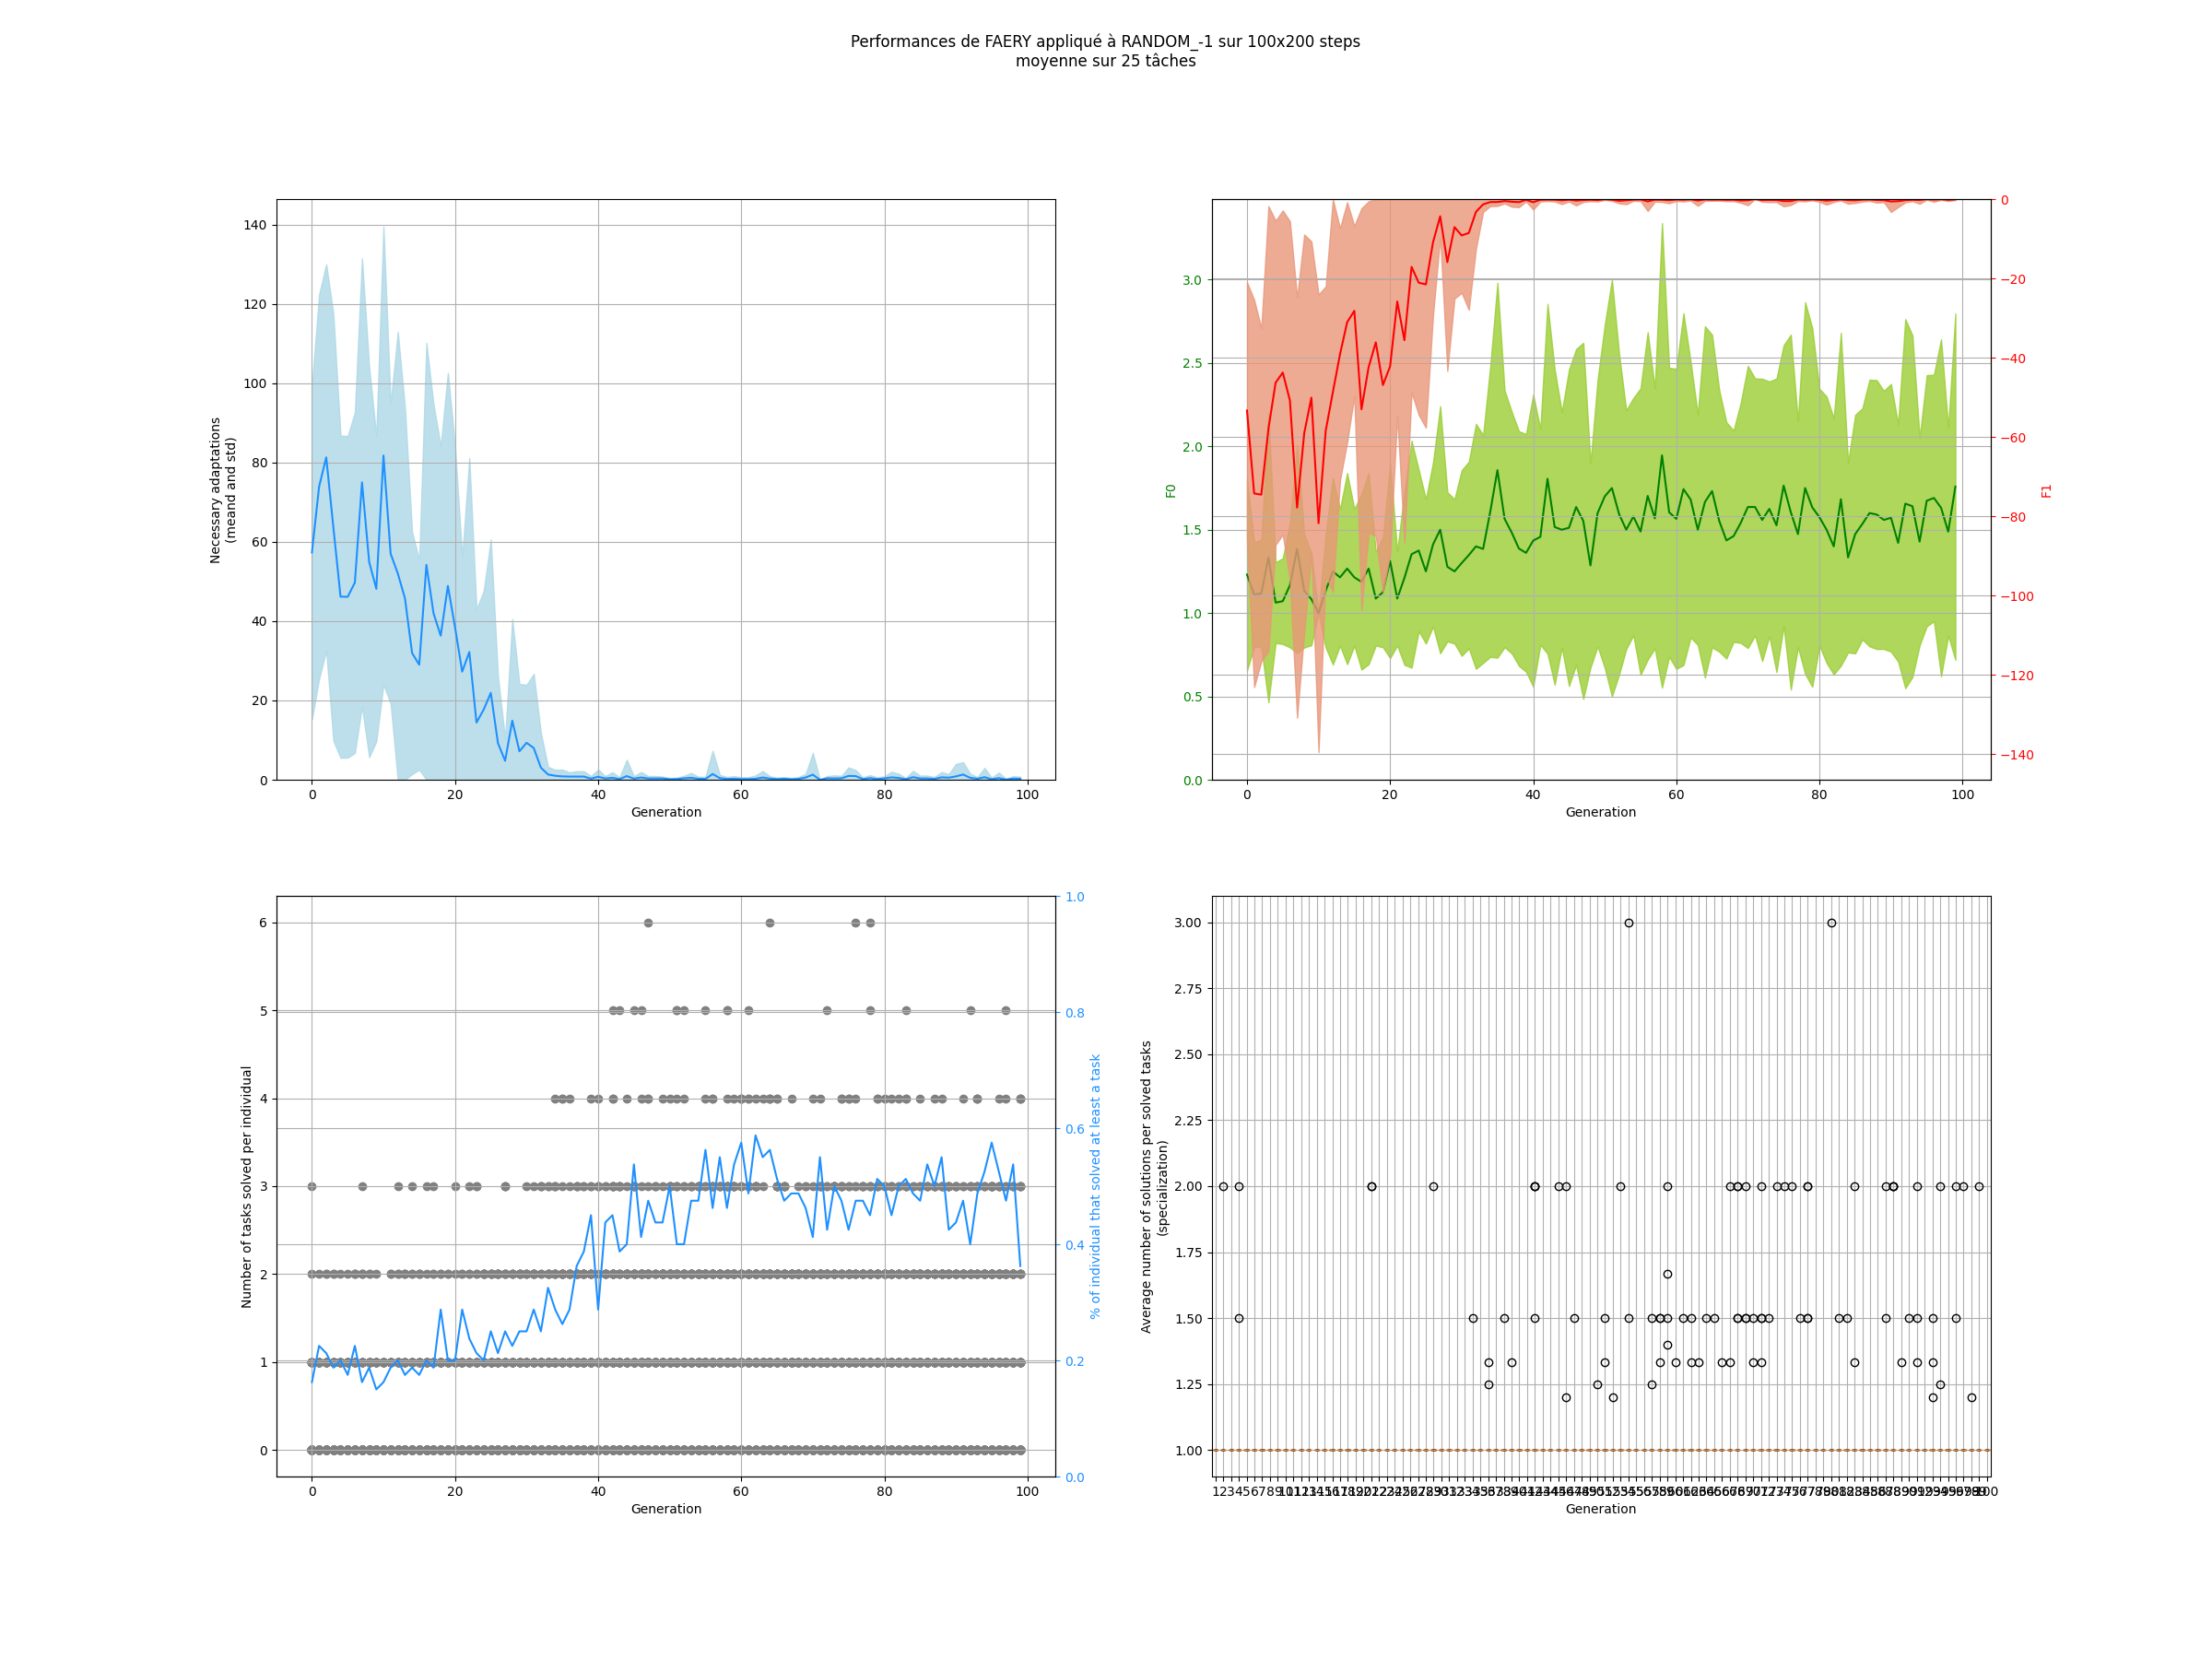 Performances de FAERY appliqué à RANDOM_-1 sur 100x200 steps
moyenne sur 25 tâches
140
120
100
80
60
40
20
0
Necessary adaptations
(meand and std)
0 20 40 60 80 100
Generation
3.0
2.5
2.0
1.5
1.0
0.5
0.0
F0
0
−20
−40
−60
−80
−100
−120
−140
F1
0 20 40 60 80 100
Generation
6
5
4
3
2
1
0
Number of tasks solved per individual
1.0
0.8
0.6
0.4
0.2
0.0
% of individual that solved at least a task
0 20 40 60 80 100
Generation
3.00
2.75
2.50
2.25
2.00
1.75
1.50
1.25
1.00
Average number of solutions per solved tasks
(specialization)
Generation